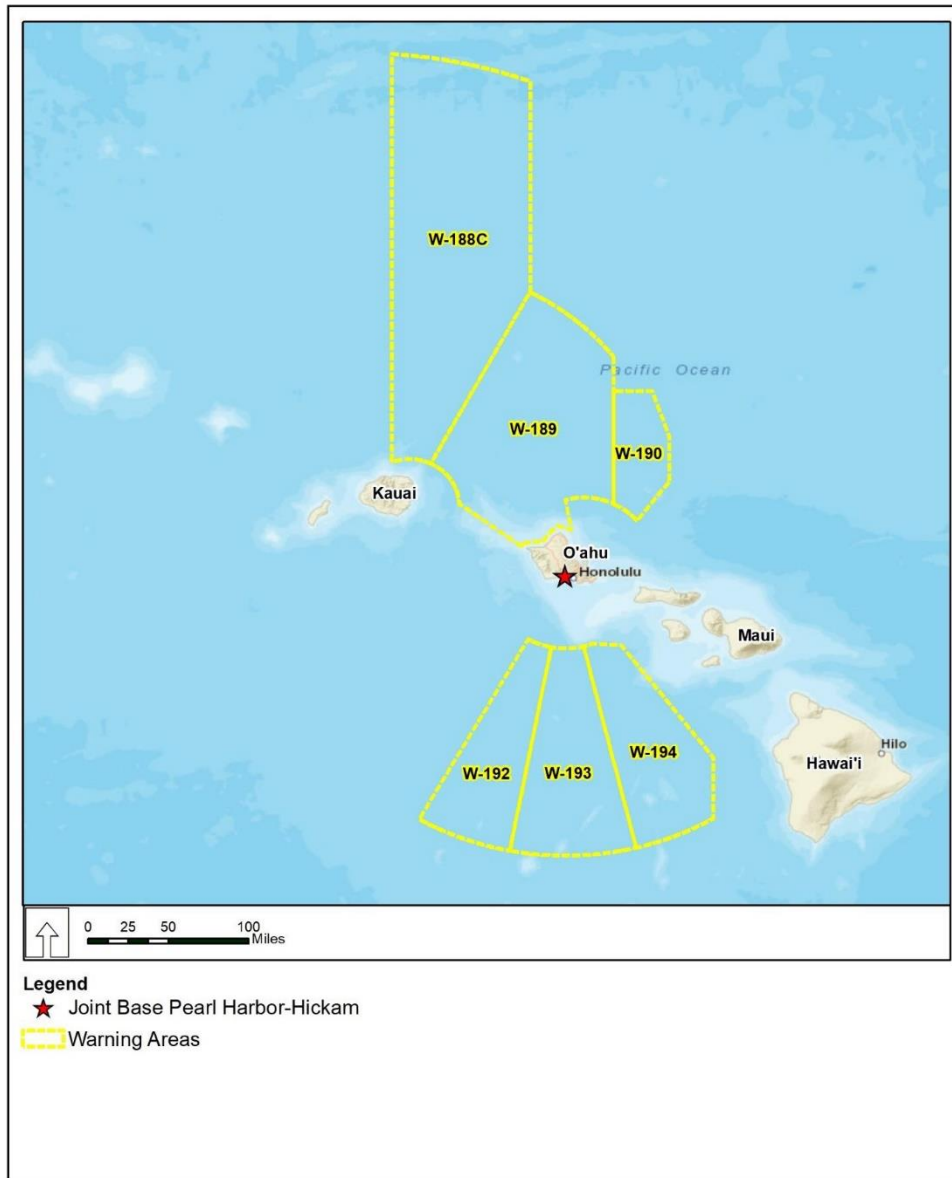 W-188C
Pacific Ocean
W-189
W-190
Kauai
O'ahu
Honolulu
Maui
W-192
W-193
W-194
Hilo
Hawai'i
0 25 50 100
Miles
Legend
Joint Base Pearl Harbor-Hickam
Warning Areas